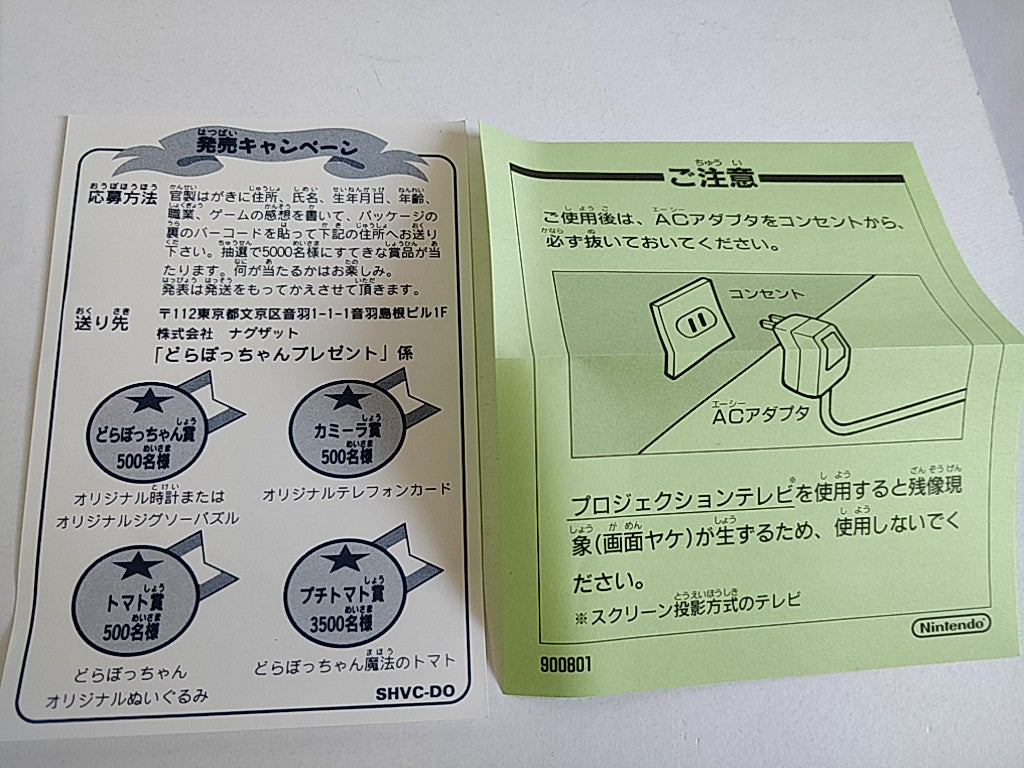 発売キャンペーン
応募方法
官製はがきに住所、氏名、生年月日、年齢、
職業、ゲームの感想を書いて、パッケージの
裏のバーコードを貼って下記の住所へお送り
下さい。抽選で5000名様にすてきな賞品が当
たります。何が当たるかはお楽しみ。
発表は発送をもってかえさせて頂きます。
送り先
〒112東京都文京区音羽1-1-1音羽島根ビル1F
株式会社 ナグザット
「どらぼっちゃんプレゼント」係
どらぼっちゃん賞
500名様
オリジナル時計または
オリジナルジグソーパズル
カミーラ賞
500名様
オリジナルテレフォンカード
トマト賞
500名様
どらぼっちゃん
オリジナルぬいぐるみ
プチトマト賞
3500名様
どらぼっちゃん魔法のトマト
SHVC-DO
ご注意
ご使用後は、ACアダプタをコンセントから、
必ず抜いておいてください。
コンセント
ACアダプタ
プロジェクションテレビ※を使用すると残像現
象(画面ヤケ)が生ずるため、使用しないでく
ださい。
※スクリーン投影方式のテレビ
Nintendo
900801